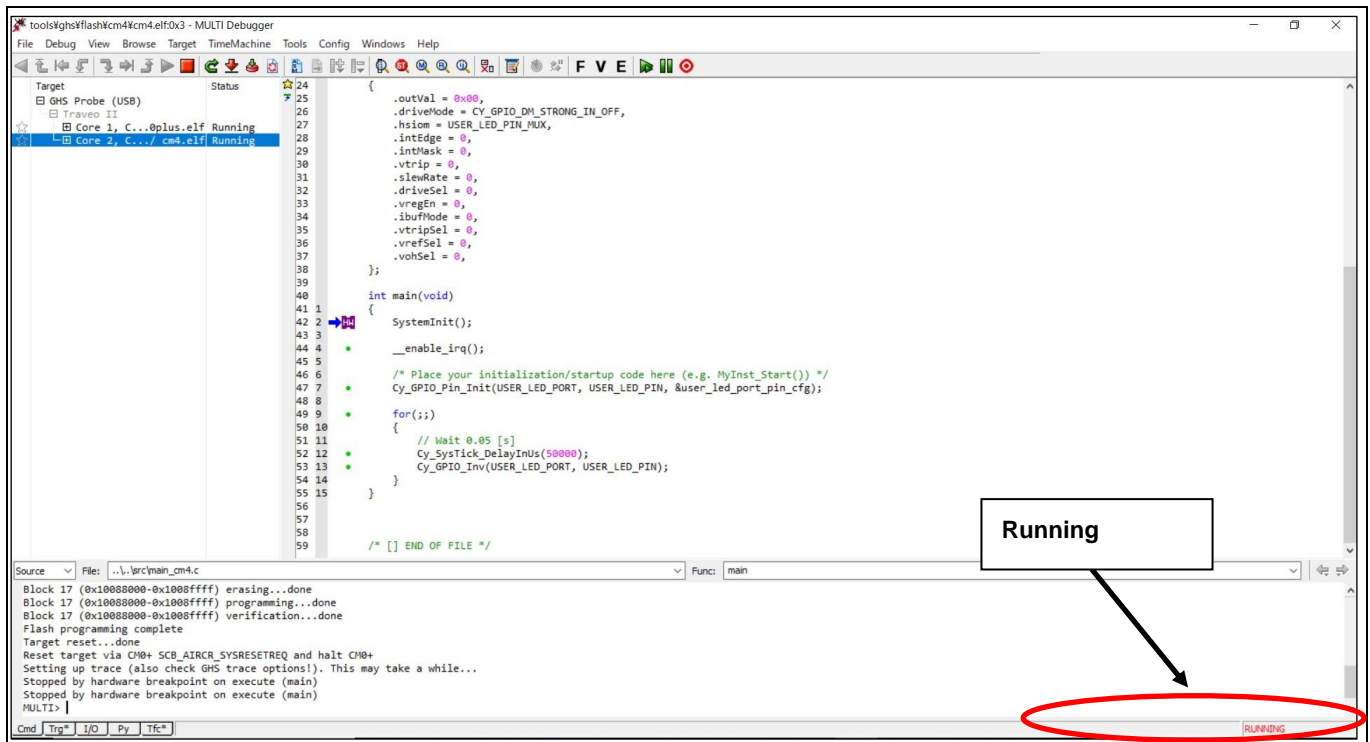 tools¥ghs¥flash¥cm4¥cm4.elf:0x3 - MULTI Debugger
File Debug View Browse Target TimeMachine Tools Config Windows Help
F V E
Target Status
GHS Probe (USB)
Traveo II
Core 1, C...0plus.elf Running
Core 2, C.../ cm4.elf Running
24 {
25 .outVal = 0x00,
26 .driveMode = CY_GPIO_DM_STRONG_IN_OFF,
27 .hsiom = USER_LED_PIN_MUX,
28 .intEdge = 0,
29 .intMask = 0,
30 .vtrip = 0,
31 .slewRate = 0,
32 .driveSel = 0,
33 .vregEn = 0,
34 .ibufMode = 0,
35 .vtripSel = 0,
36 .vrefSel = 0,
37 .vohSel = 0,
38 };
39
40 int main(void)
41 1 {
42 2 SystemInit();
43 3
44 4 __enable_irq();
45 5
46 6 /* Place your initialization/startup code here (e.g. MyInst_Start()) */
47 7 Cy_GPIO_Pin_Init(USER_LED_PORT, USER_LED_PIN, &user_led_port_pin_cfg);
48 8
49 9 for(;;)
50 10 {
51 11 // Wait 0.05 [s]
52 12 Cy_SysTick_DelayInUs(50000);
53 13 Cy_GPIO_Inv(USER_LED_PORT, USER_LED_PIN);
54 14 }
55 15 }
56
57
58
59 /* [] END OF FILE */
Running
Source File: ..\..\src\main_cm4.c Func: main
Block 17 (0x10088000-0x1008ffff) erasing...done
Block 17 (0x10088000-0x1008ffff) programming...done
Block 17 (0x10088000-0x1008ffff) verification...done
Flash programming complete
Target reset...done
Reset target via CM0+ SCB_AIRCR_SYSRESETREQ and halt CM0+
Setting up trace (also check GHS trace options!). This may take a while...
Stopped by hardware breakpoint on execute (main)
Stopped by hardware breakpoint on execute (main)
MULTI>
Cmd Trg* I/O Py Tfc* RUNNING